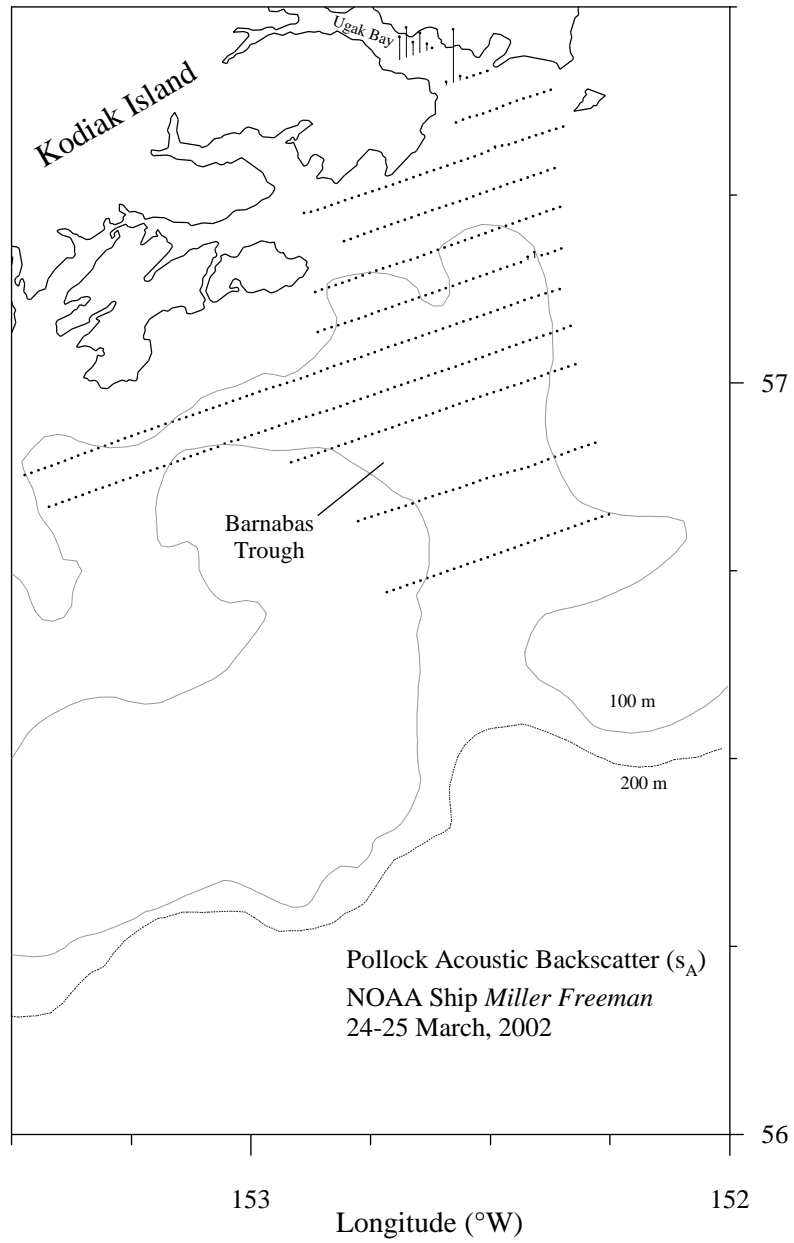 Ugak Bay
Kodiak Island
57
Barnabas
Trough
100 m
200 m
Pollock Acoustic Backscatter (sA)
NOAA Ship Miller Freeman
24-25 March, 2002
56
153
152
Longitude (°W)